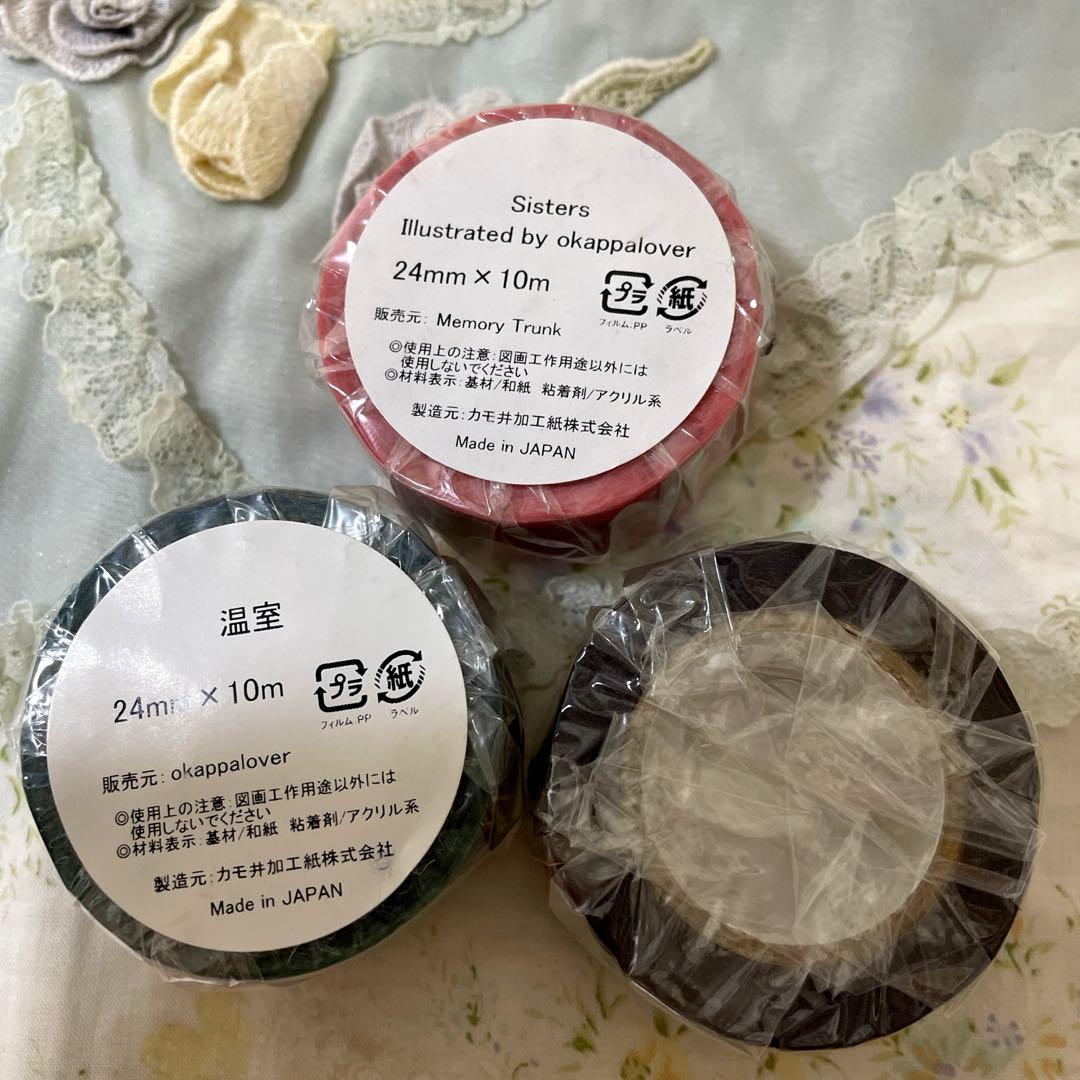 Sisters
Illustrated by okappalover
24mm × 10m
プラ 紙
フィルム:PP ラベル
販売元: Memory Trunk
◎使用上の注意:図画工作用途以外には
使用しないでください
◎材料表示:基材/和紙 粘着剤/アクリル系
製造元:カモ井加工紙株式会社
Made in JAPAN
温室
24mm × 10m
プラ 紙
フィルム:PP ラベル
販売元: okappalover
◎使用上の注意:図画工作用途以外には
使用しないでください
◎材料表示:基材/和紙 粘着剤/アクリル系
製造元:カモ井加工紙株式会社
Made in JAPAN